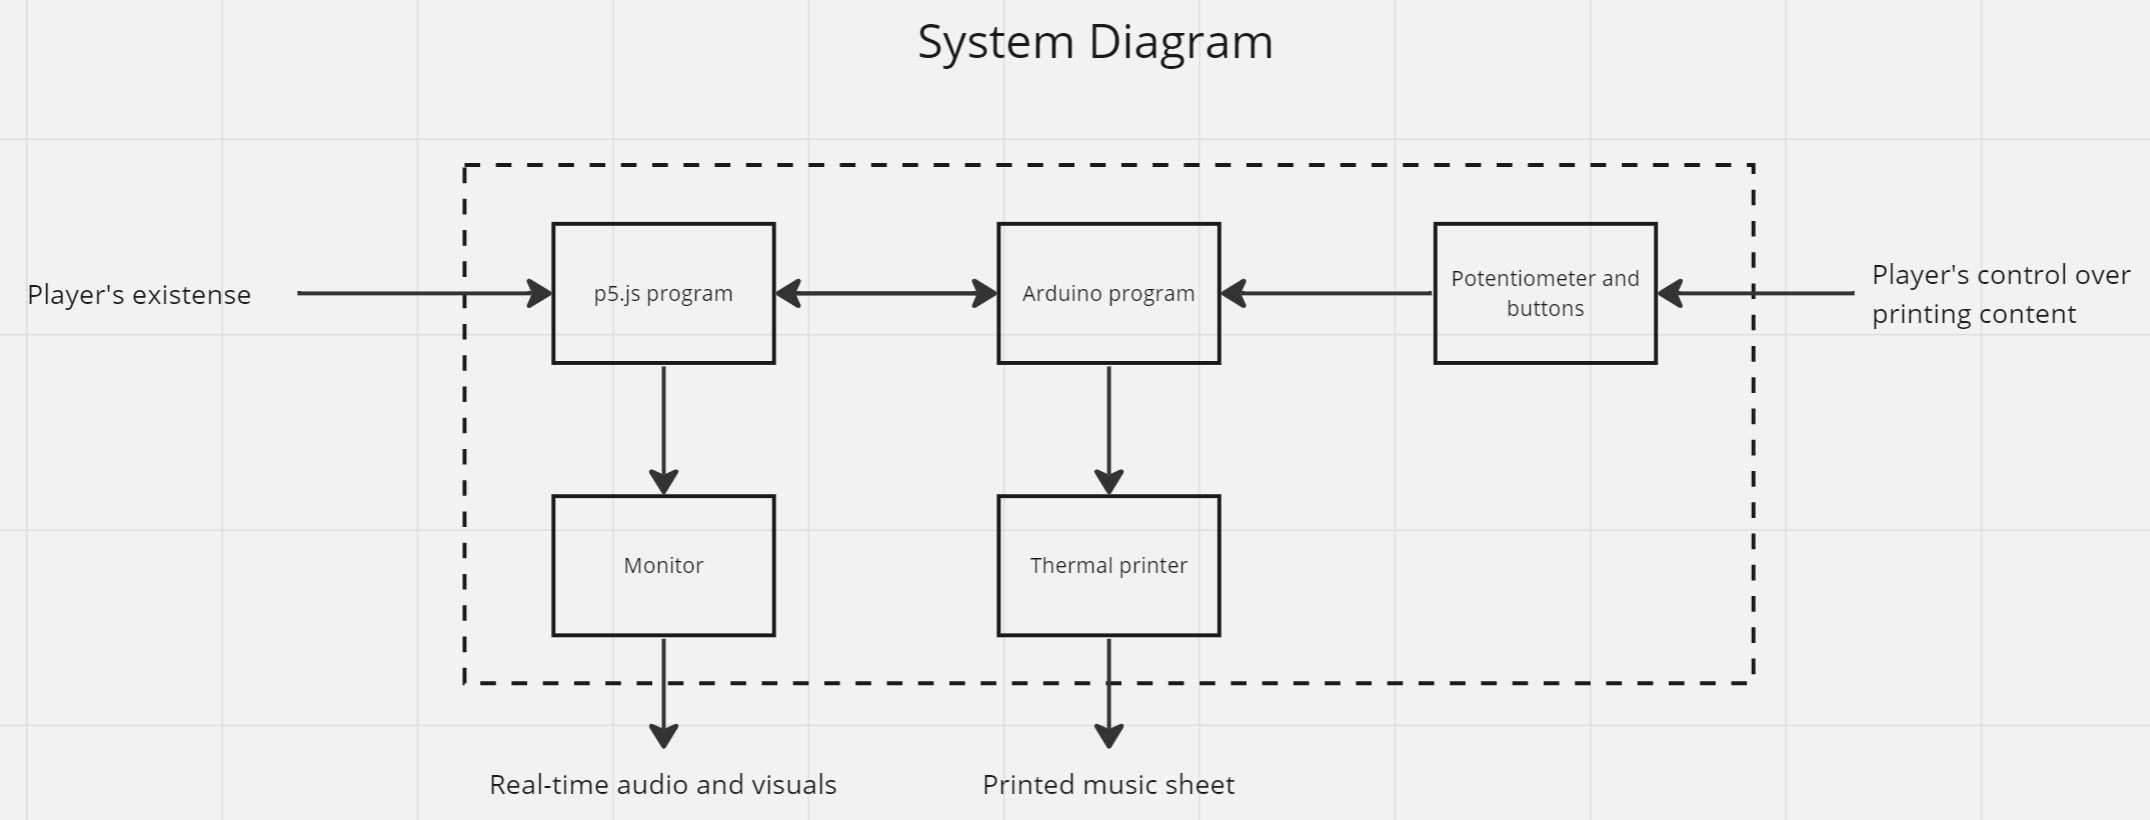 System Diagram
Player's existense
p5.js program
Arduino program
Potentiometer and
buttons
Player's control over
printing content
Monitor
Thermal printer
Real-time audio and visuals
Printed music sheet